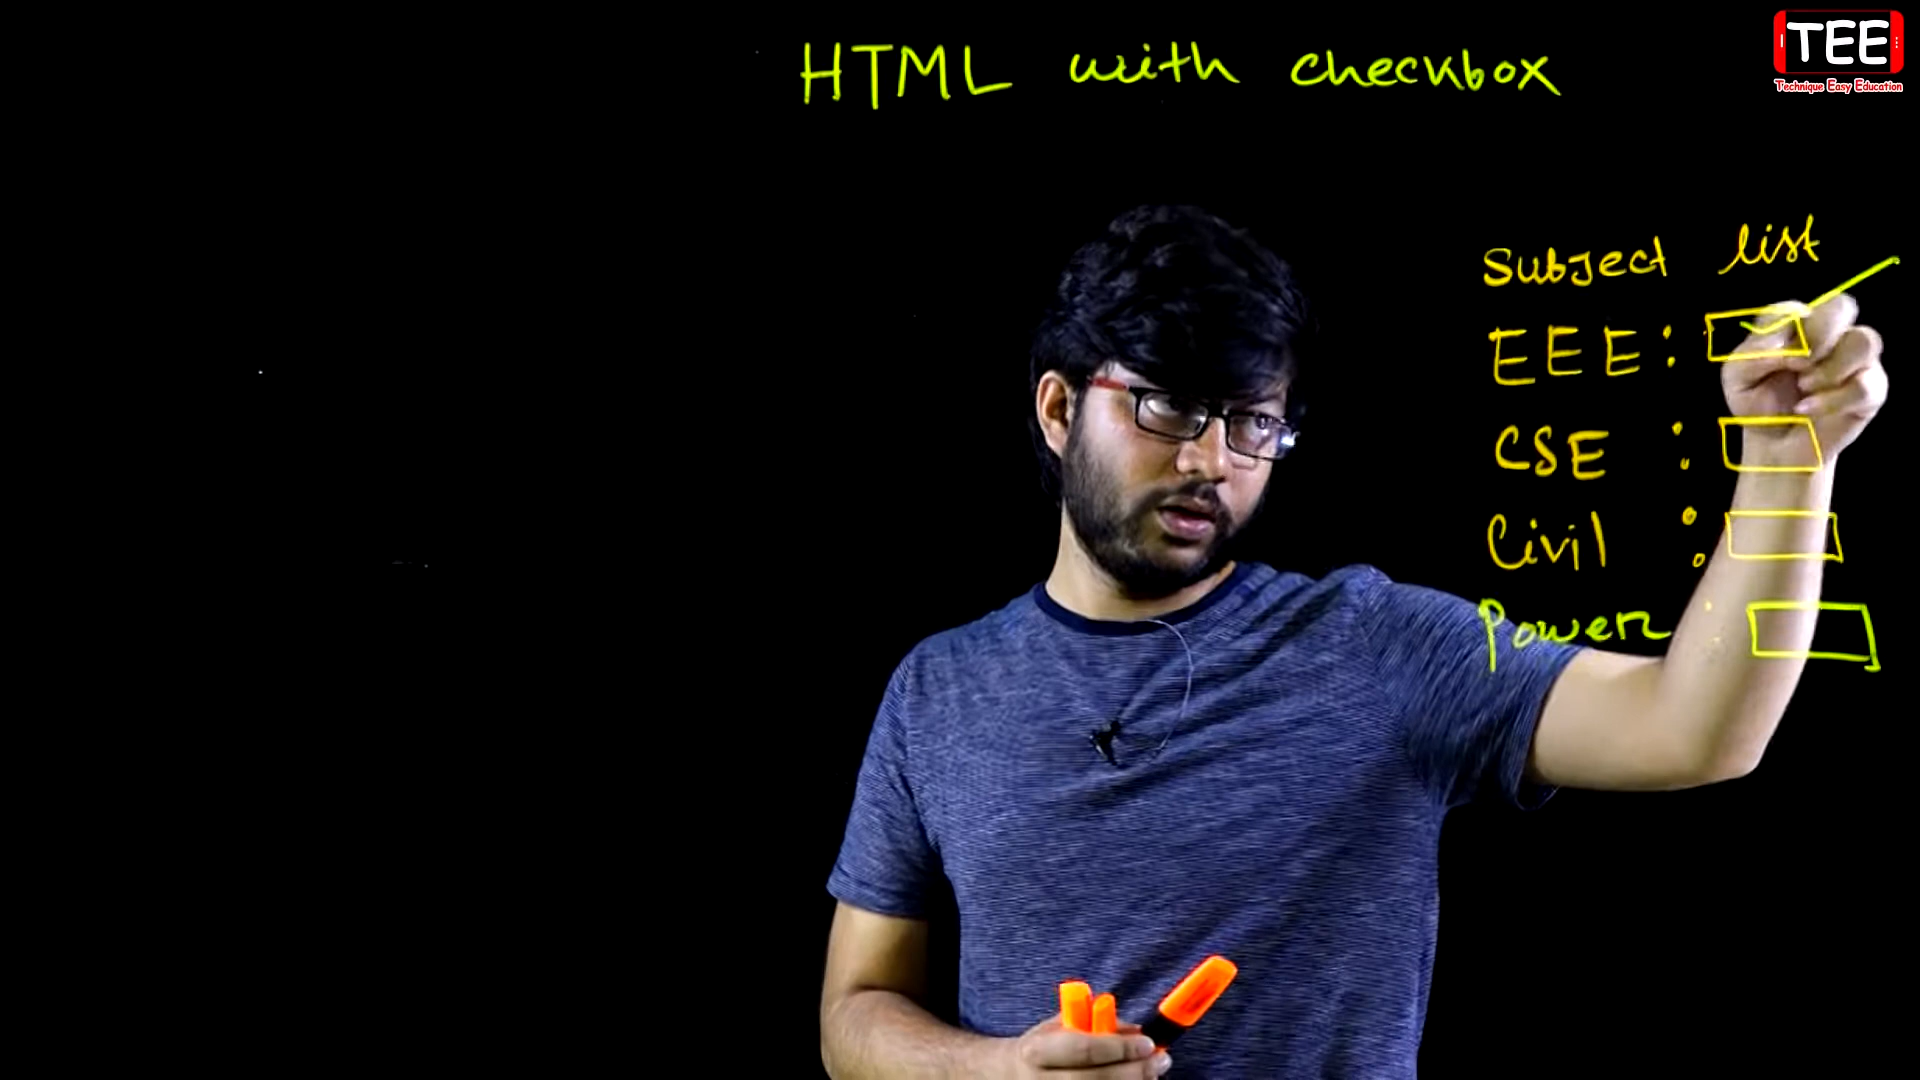 HTML with checkbox
TEE
Technique Easy Education
Subject list
EEE :
CSE :
Civil :
Power :